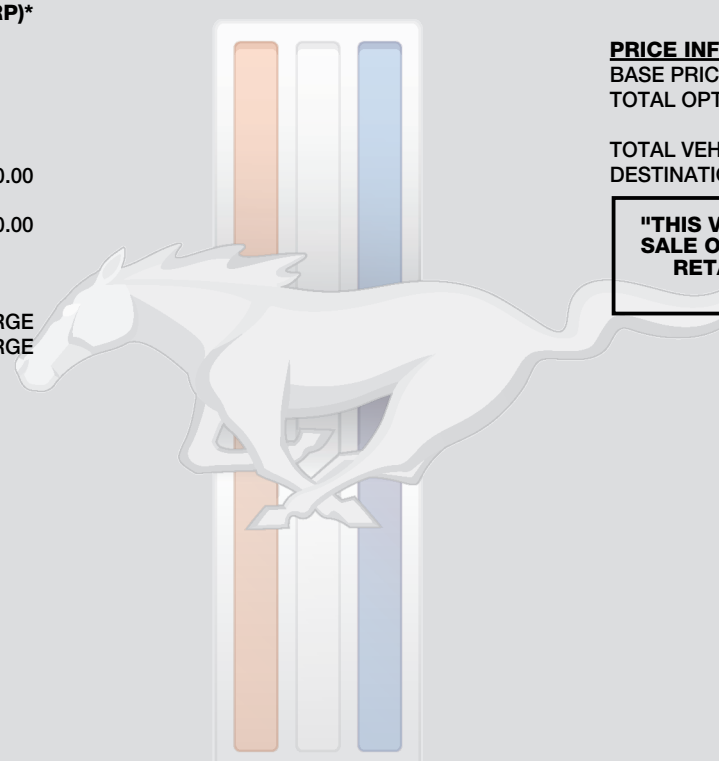 RP)*
0.00
0.00
RGE
RGE
PRICE INF
BASE PRIC
TOTAL OPT
TOTAL VEH
DESTINATIO
"THIS V
SALE O
RETA